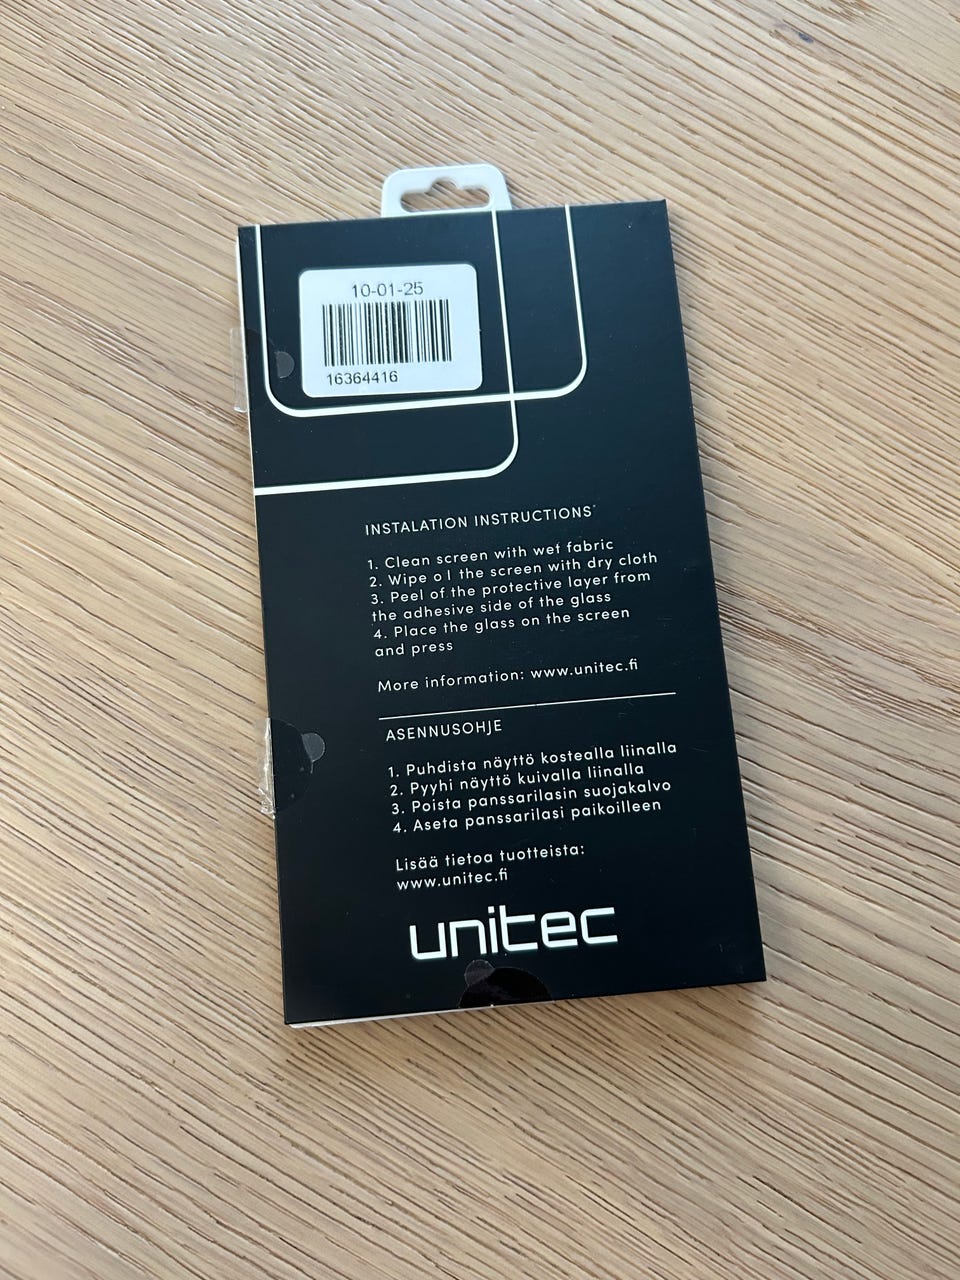 10-01-25
16364416
INSTALATION INSTRUCTIONS
1. Clean screen with wet fabric
2. Wipe o l the screen with dry cloth
3. Peel of the protective layer from
the adhesive side of the glass
4. Place the glass on the screen
and press
More information: www.unitec.fi
ASENNUSOHJE
1. Puhdista näyttö kostealla liinalla
2. Pyyhi näyttö kuivalla liinalla
3. Poista panssarilasin suojakalvo
4. Aseta panssarilasi paikoilleen
Lisää tietoa tuotteista:
www.unitec.fi
unitec